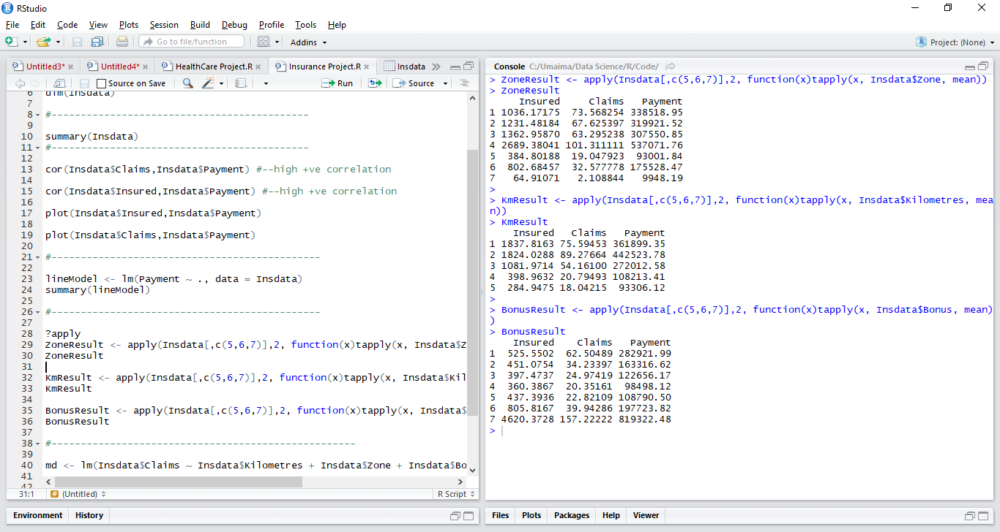 RStudio
File Edit Code View Plots Session Build Debug Profile Tools Help
Go to file/function Addins Project: (None)
Untitled3* Untitled4* HealthCare Project.R Insurance Project.R Insdata
Source on Save Run Source
6 dim(Insdata)
7
8 #--------------------------------------------
9
10 summary(Insdata)
11 #--------------------------------------------
12
13 cor(Insdata$Claims,Insdata$Payment) #--high +ve correlation
14
15 cor(Insdata$Insured,Insdata$Payment) #--high +ve correlation
16
17 plot(Insdata$Insured,Insdata$Payment)
18
19 plot(Insdata$Claims,Insdata$Payment)
20
21 #----------------------------------------------
22
23 lineModel <- lm(Payment ~ ., data = Insdata)
24 summary(lineModel)
25
26 #----------------------------------------------
27
28 ?apply
29 ZoneResult <- apply(Insdata[,c(5,6,7)],2, function(x)tapply(x, Insdata$Z
30 ZoneResult
31
32 KmResult <- apply(Insdata[,c(5,6,7)],2, function(x)tapply(x, Insdata$Kil
33 KmResult
34
35 BonusResult <- apply(Insdata[,c(5,6,7)],2, function(x)tapply(x, Insdata$
36 BonusResult
37
38 #----------------------------------------------------
39
40 md <- lm(Insdata$Claims ~ Insdata$Kilometres + Insdata$Zone + Insdata$Bo
41
42
31:1 # (Untitled) R Script
Environment History
Console C:/Umaima/Data Science/R/Code/
> ZoneResult <- apply(Insdata[,c(5,6,7)],2, function(x)tapply(x, Insdata$Zone, mean))
> ZoneResult
Insured Claims Payment
1 1036.17175 73.568254 338518.95
2 1231.48184 67.625397 319921.52
3 1362.95870 63.295238 307550.85
4 2689.38041 101.311111 537071.76
5 384.80188 19.047923 93001.84
6 802.68457 32.577778 175528.47
7 64.91071 2.108844 9948.19
>
> KmResult <- apply(Insdata[,c(5,6,7)],2, function(x)tapply(x, Insdata$Kilometres, mea
n))
> KmResult
Insured Claims Payment
1 1837.8163 75.59453 361899.35
2 1824.0288 89.27664 442523.78
3 1081.9714 54.16100 272012.58
4 398.9632 20.79493 108213.41
5 284.9475 18.04215 93306.12
>
> BonusResult <- apply(Insdata[,c(5,6,7)],2, function(x)tapply(x, Insdata$Bonus, mean)
)
> BonusResult
Insured Claims Payment
1 525.5502 62.50489 282921.99
2 451.0754 34.23397 163316.62
3 397.4737 24.97419 122656.17
4 360.3867 20.35161 98498.12
5 437.3936 22.82109 108790.50
6 805.8167 39.94286 197723.82
7 4620.3728 157.22222 819322.48
>
Files Plots Packages Help Viewer